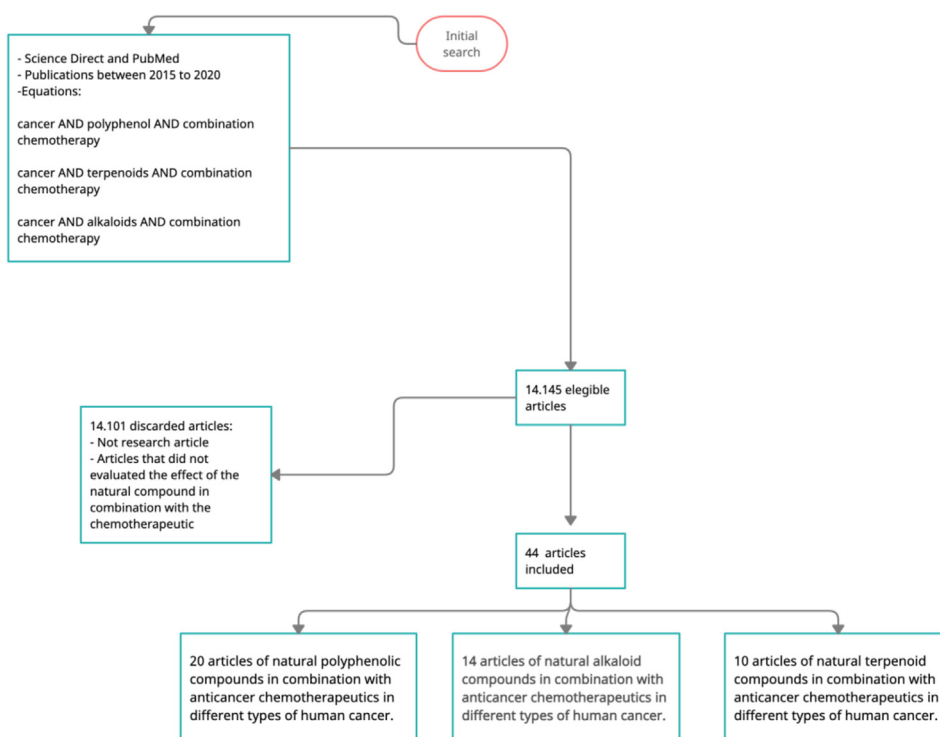 Initial
search
- Science Direct and PubMed
- Publications between 2015 to 2020
-Equations:
cancer AND polyphenol AND combination
chemotherapy
cancer AND terpenoids AND combination
chemotherapy
cancer AND alkaloids AND combination
chemotherapy
14.145 elegible
articles
14.101 discarded articles:
- Not research article
- Articles that did not
evaluated the effect of the
natural compound in
combination with the
chemotherapeutic
44 articles
included
20 articles of natural polyphenolic
compounds in combination with
anticancer chemotherapeutics in
different types of human cancer.
14 articles of natural alkaloid
compounds in combination with
anticancer chemotherapeutics in
different types of human cancer.
10 articles of natural terpenoid
compounds in combination with
anticancer chemotherapeutics in
different types of human cancer.